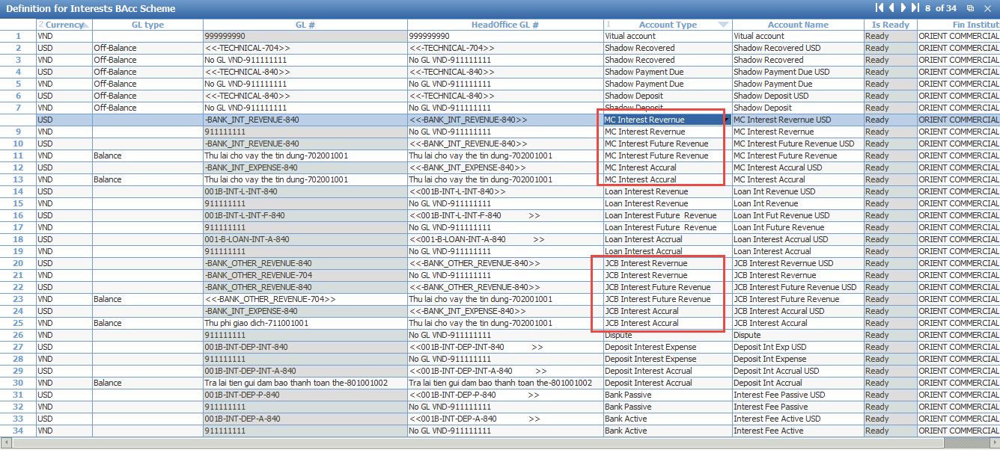 Definition for Interests BAcc Scheme 8 of 34
2 Currency GL type GL # HeadOffice GL # 1 Account Type Account Name Is Ready Fin Instituti
1 VND 999999990 999999990 Vitual account Vitual account Ready ORIENT COMMERCIAL
2 USD Off-Balance <<-TECHNICAL-704>> <<-TECHNICAL-704>> Shadow Recovered Shadow Recovered USD Ready ORIENT COMMERCIAL
3 VND Off-Balance No GL VND-911111111 No GL VND-911111111 Shadow Recovered Shadow Recovered Ready ORIENT COMMERCIAL
4 USD Off-Balance <<-TECHNICAL-840>> <<-TECHNICAL-840>> Shadow Payment Due Shadow Payment Due USD Ready ORIENT COMMERCIAL
5 VND Off-Balance No GL VND-911111111 No GL VND-911111111 Shadow Payment Due Shadow Payment Due Ready ORIENT COMMERCIAL
6 USD Off-Balance <<-TECHNICAL-840>> <<-TECHNICAL-840>> Shadow Deposit Shadow Deposit USD Ready ORIENT COMMERCIAL
7 VND Off-Balance No GL VND-911111111 No GL VND-911111111 Shadow Deposit Shadow Deposit Ready ORIENT COMMERCIAL
USD -BANK_INT_REVENUE-840 <<-BANK_INT_REVENUE-840>> MC Interest Revernue MC Interest Revernue USD Ready ORIENT COMMERCIAL
9 VND 911111111 No GL VND-911111111 MC Interest Revernue MC Interest Revernue Ready ORIENT COMMERCIAL
10 USD -BANK_INT_REVENUE-840 <<-BANK_INT_REVENUE-840>> MC Interest Future Revenue MC Interest Future Revernue USD Ready ORIENT COMMERCIAL
11 VND Balance Thu lai cho vay the tin dung-702001001 Thu lai cho vay the tin dung-702001001 MC Interest Future Revenue MC Interest Future Revernue Ready ORIENT COMMERCIAL
12 USD -BANK_INT_EXPENSE-840 <<-BANK_INT_EXPENSE-840>> MC Interest Accural MC Interest Accural USD Ready ORIENT COMMERCIAL
13 VND Balance Thu lai cho vay the tin dung-702001001 Thu lai cho vay the tin dung-702001001 MC Interest Accural MC Interest Accural Ready ORIENT COMMERCIAL
14 USD 001B-INT-L-INT-840 <<001B-INT-L-INT-840>> Loan Interest Revenue Loan Int Revenue USD Ready ORIENT COMMERCIAL
15 VND 911111111 No GL VND-911111111 Loan Interest Revenue Loan Int Revenue Ready ORIENT COMMERCIAL
16 USD 001B-INT-L-INT-F-840 <<001B-INT-L-INT-F-840 >> Loan Interest Future Revenue Loan Int Fut Revenue USD Ready ORIENT COMMERCIAL
17 VND 911111111 No GL VND-911111111 Loan Interest Future Revenue Loan Int Future Revenue Ready ORIENT COMMERCIAL
18 USD 001-B-LOAN-INT-A-840 <<001-B-LOAN-INT-A-840 >> Loan Interest Accrual Loan Int Accrual USD Ready ORIENT COMMERCIAL
19 VND 911111111 No GL VND-911111111 Loan Interest Accrual Loan Int Accrual Ready ORIENT COMMERCIAL
20 USD -BANK_OTHER_REVENUE-840 <<-BANK_OTHER_REVENUE-840>> JCB Interest Revernue JCB Interest Revernue USD Ready ORIENT COMMERCIAL
21 VND -BANK_OTHER_REVENUE-704 No GL VND-911111111 JCB Interest Revernue JCB Interest Revernue Ready ORIENT COMMERCIAL
22 USD -BANK_OTHER_REVENUE-840 <<-BANK_OTHER_REVENUE-840>> JCB Interest Future Revenue JCB Interest Future Revernue USD Ready ORIENT COMMERCIAL
23 VND Balance <<-BANK_OTHER_REVENUE-704>> Thu lai cho vay the tin dung-702001001 JCB Interest Future Revenue JCB Interest Future Revernue Ready ORIENT COMMERCIAL
24 USD -BANK_INT_EXPENSE-840 <<-BANK_INT_EXPENSE-840>> JCB Interest Accural JCB Interest Accural USD Ready ORIENT COMMERCIAL
25 VND Balance Thu phi giao dich-711001001 Thu lai cho vay the tin dung-702001001 JCB Interest Accural JCB Interest Accural Ready ORIENT COMMERCIAL
26 VND 911111111 No GL VND-911111111 Dispute Dispute Ready ORIENT COMMERCIAL
27 USD 001B-INT-DEP-INT-840 <<001B-INT-DEP-INT-840 >> Deposit Interest Expense Deposit Int Exp USD Ready ORIENT COMMERCIAL
28 VND 911111111 No GL VND-911111111 Deposit Interest Expense Deposit Int Expense Ready ORIENT COMMERCIAL
29 USD 001B-INT-DEP-INT-A-840 <<001B-INT-DEP-INT-A-840 >> Deposit Interest Accrual Deposit Int Accrual USD Ready ORIENT COMMERCIAL
30 VND Balance Tra lai tien gui dam bao thanh toan the-801001002 Tra lai tien gui dam bao thanh toan the-801001002 Deposit Interest Accrual Deposit Int Accrual Ready ORIENT COMMERCIAL
31 USD 001B-INT-DEP-P-840 <<001B-INT-DEP-P-840 >> Bank Passive Interest Fee Passive USD Ready ORIENT COMMERCIAL
32 VND 911111111 No GL VND-911111111 Bank Passive Interest Fee Passive Ready ORIENT COMMERCIAL
33 USD 001B-INT-DEP-A-840 <<001B-INT-DEP-A-840 >> Bank Active Interest Fee Active USD Ready ORIENT COMMERCIAL
34 VND 911111111 No GL VND-911111111 Bank Active Interest Fee Active Ready ORIENT COMMERCIAL